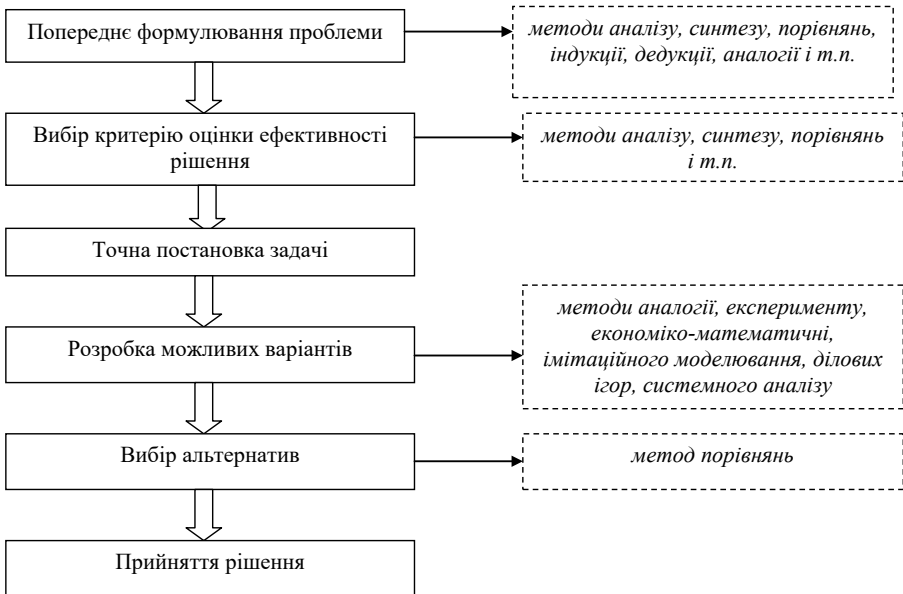 Попереднє формулювання проблеми
методи аналізу, синтезу, порівнянь,
індукції, дедукції, аналогії і т.п.
Вибір критерію оцінки ефективності
рішення
методи аналізу, синтезу, порівнянь
і т.п.
Точна постановка задачі
Розробка можливих варіантів
методи аналогії, експерименту,
економіко-математичні,
імітаційного моделювання, ділових
ігор, системного аналізу
Вибір альтернатив
метод порівнянь
Прийняття рішення